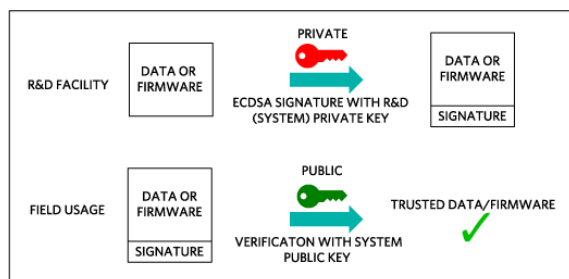 PRIVATE
R&D FACILITY
DATA OR
FIRMWARE
ECDSA SIGNATURE WITH R&D
(SYSTEM) PRIVATE KEY
DATA OR
FIRMWARE
SIGNATURE
PUBLIC
FIELD USAGE
DATA OR
FIRMWARE
SIGNATURE
VERIFICATON WITH SYSTEM
PUBLIC KEY
TRUSTED DATA/FIRMWARE